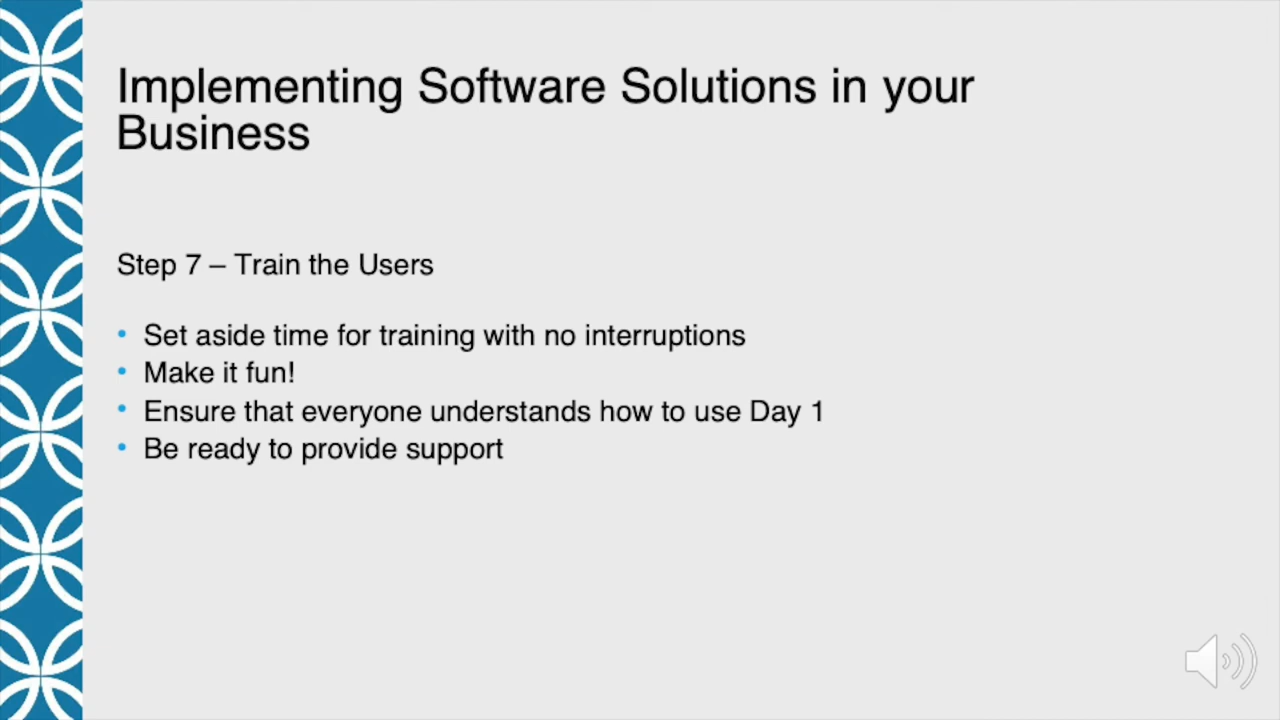 Implementing Software Solutions in your
Business
Step 7 – Train the Users
• Set aside time for training with no interruptions
• Make it fun!
• Ensure that everyone understands how to use Day 1
• Be ready to provide support